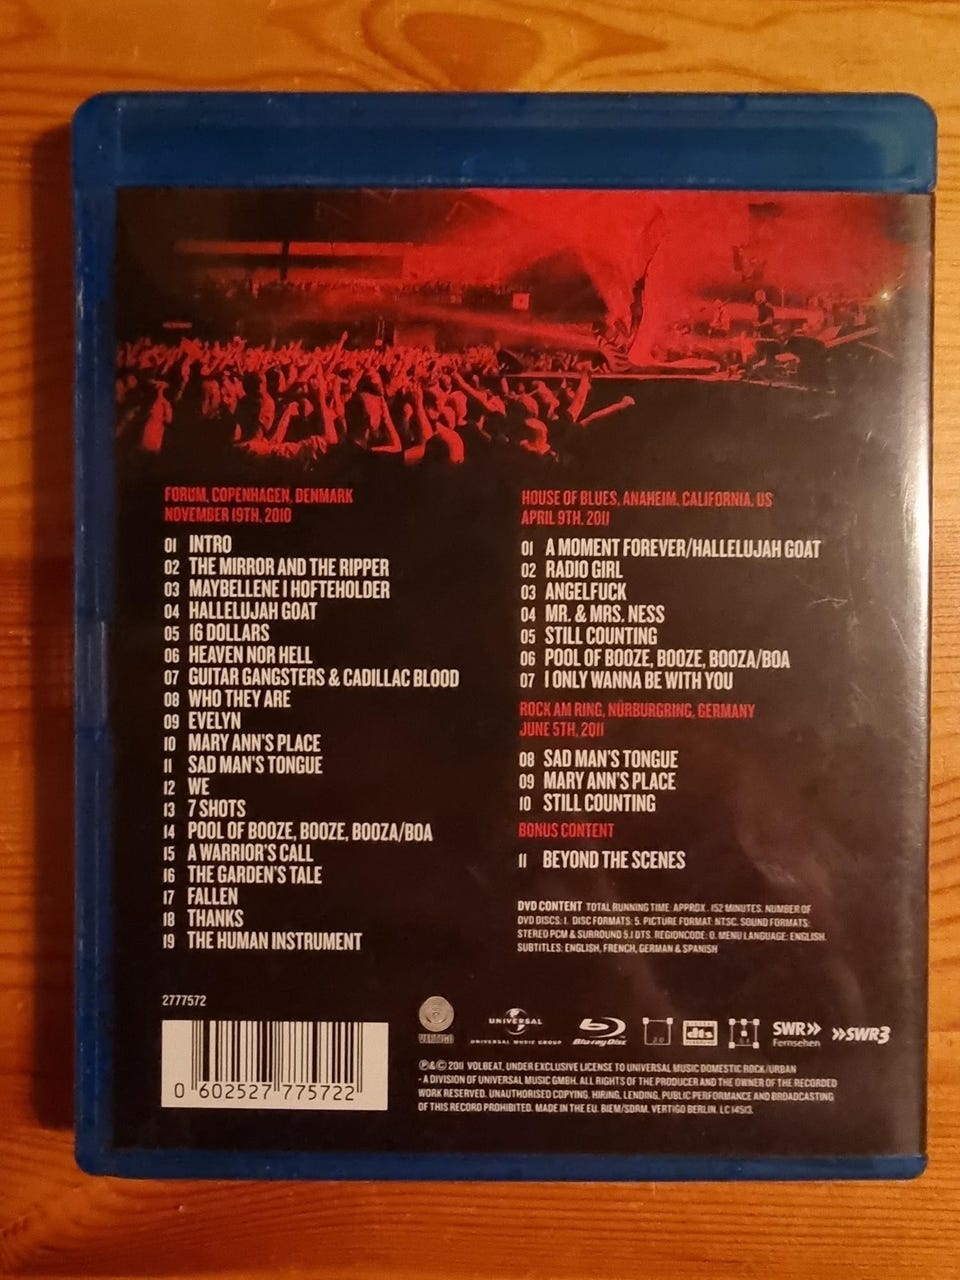 FORUM, COPENHAGEN, DENMARK
NOVEMBER 19TH, 2010
01 INTRO
02 THE MIRROR AND THE RIPPER
03 MAYBELLENE I HOFTEHOLDER
04 HALLELUJAH GOAT
05 16 DOLLARS
06 HEAVEN NOR HELL
07 GUITAR GANGSTERS & CADILLAC BLOOD
08 WHO THEY ARE
09 EVELYN
10 MARY ANN'S PLACE
11 SAD MAN'S TONGUE
12 WE
13 7 SHOTS
14 POOL OF BOOZE, BOOZE, BOOZA/BOA
15 A WARRIOR'S CALL
16 THE GARDEN'S TALE
17 FALLEN
18 THANKS
19 THE HUMAN INSTRUMENT
HOUSE OF BLUES, ANAHEIM, CALIFORNIA, US
APRIL 9TH, 2011
01 A MOMENT FOREVER/HALLELUJAH GOAT
02 RADIO GIRL
03 ANGELFUCK
04 MR. & MRS. NESS
05 STILL COUNTING
06 POOL OF BOOZE, BOOZE, BOOZA/BOA
07 I ONLY WANNA BE WITH YOU
ROCK AM RING, NÜRBURGRING, GERMANY
JUNE 5TH, 2011
08 SAD MAN'S TONGUE
09 MARY ANN'S PLACE
10 STILL COUNTING
BONUS CONTENT
11 BEYOND THE SCENES
DVD CONTENT TOTAL RUNNING TIME: APPROX. 152 MINUTES. NUMBER OF
DVD DISCS: 1. DISC FORMATS: 5. PICTURE FORMAT: NTSC. SOUND FORMATS:
STEREO PCM & SURROUND 5.1 DTS. REGIONCODE: 0. MENU LANGUAGE: ENGLISH.
SUBTITLES: ENGLISH, FRENCH, GERMAN & SPANISH
2777572
0 602527 775722
VERTIGO
UNIVERSAL
UNIVERSAL MUSIC GROUP
Blu-ray Disc
2.0
DIGITAL dts SURROUND
5.1
SWR>> Fernsehen
>>SWR3
℗&© 2011 VOLBEAT, UNDER EXCLUSIVE LICENSE TO UNIVERSAL MUSIC DOMESTIC ROCK/URBAN
- A DIVISION OF UNIVERSAL MUSIC GMBH. ALL RIGHTS OF THE PRODUCER AND THE OWNER OF THE RECORDED
WORK RESERVED. UNAUTHORISED COPYING, HIRING, LENDING, PUBLIC PERFORMANCE AND BROADCASTING
OF THIS RECORD PROHIBITED. MADE IN THE EU. BIEM/SDRM. VERTIGO BERLIN. LC 14513.